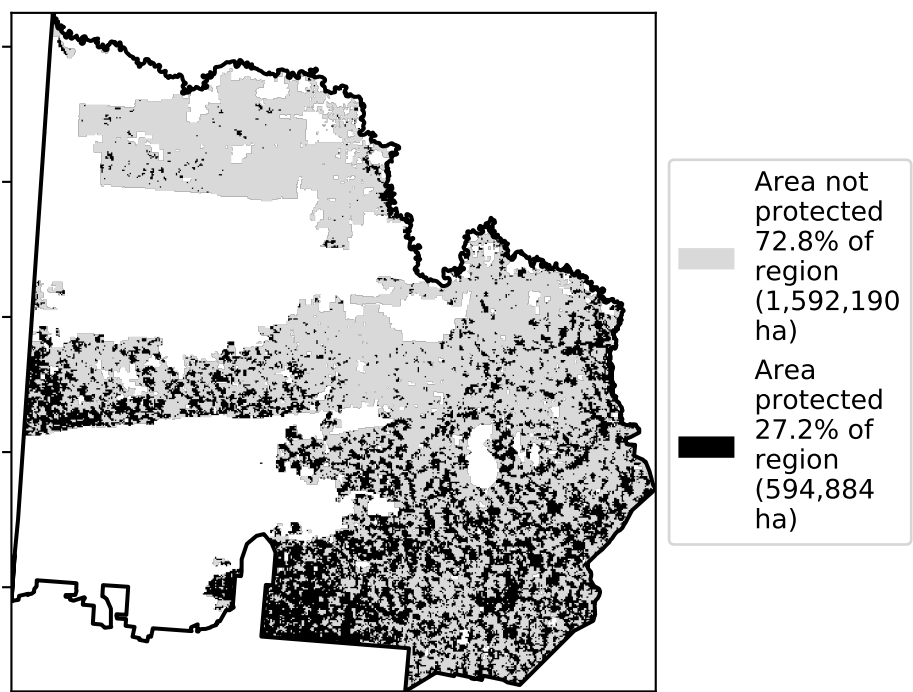 Area not
protected
72.8% of
region
(1,592,190
ha)
Area
protected
27.2% of
region
(594,884
ha)